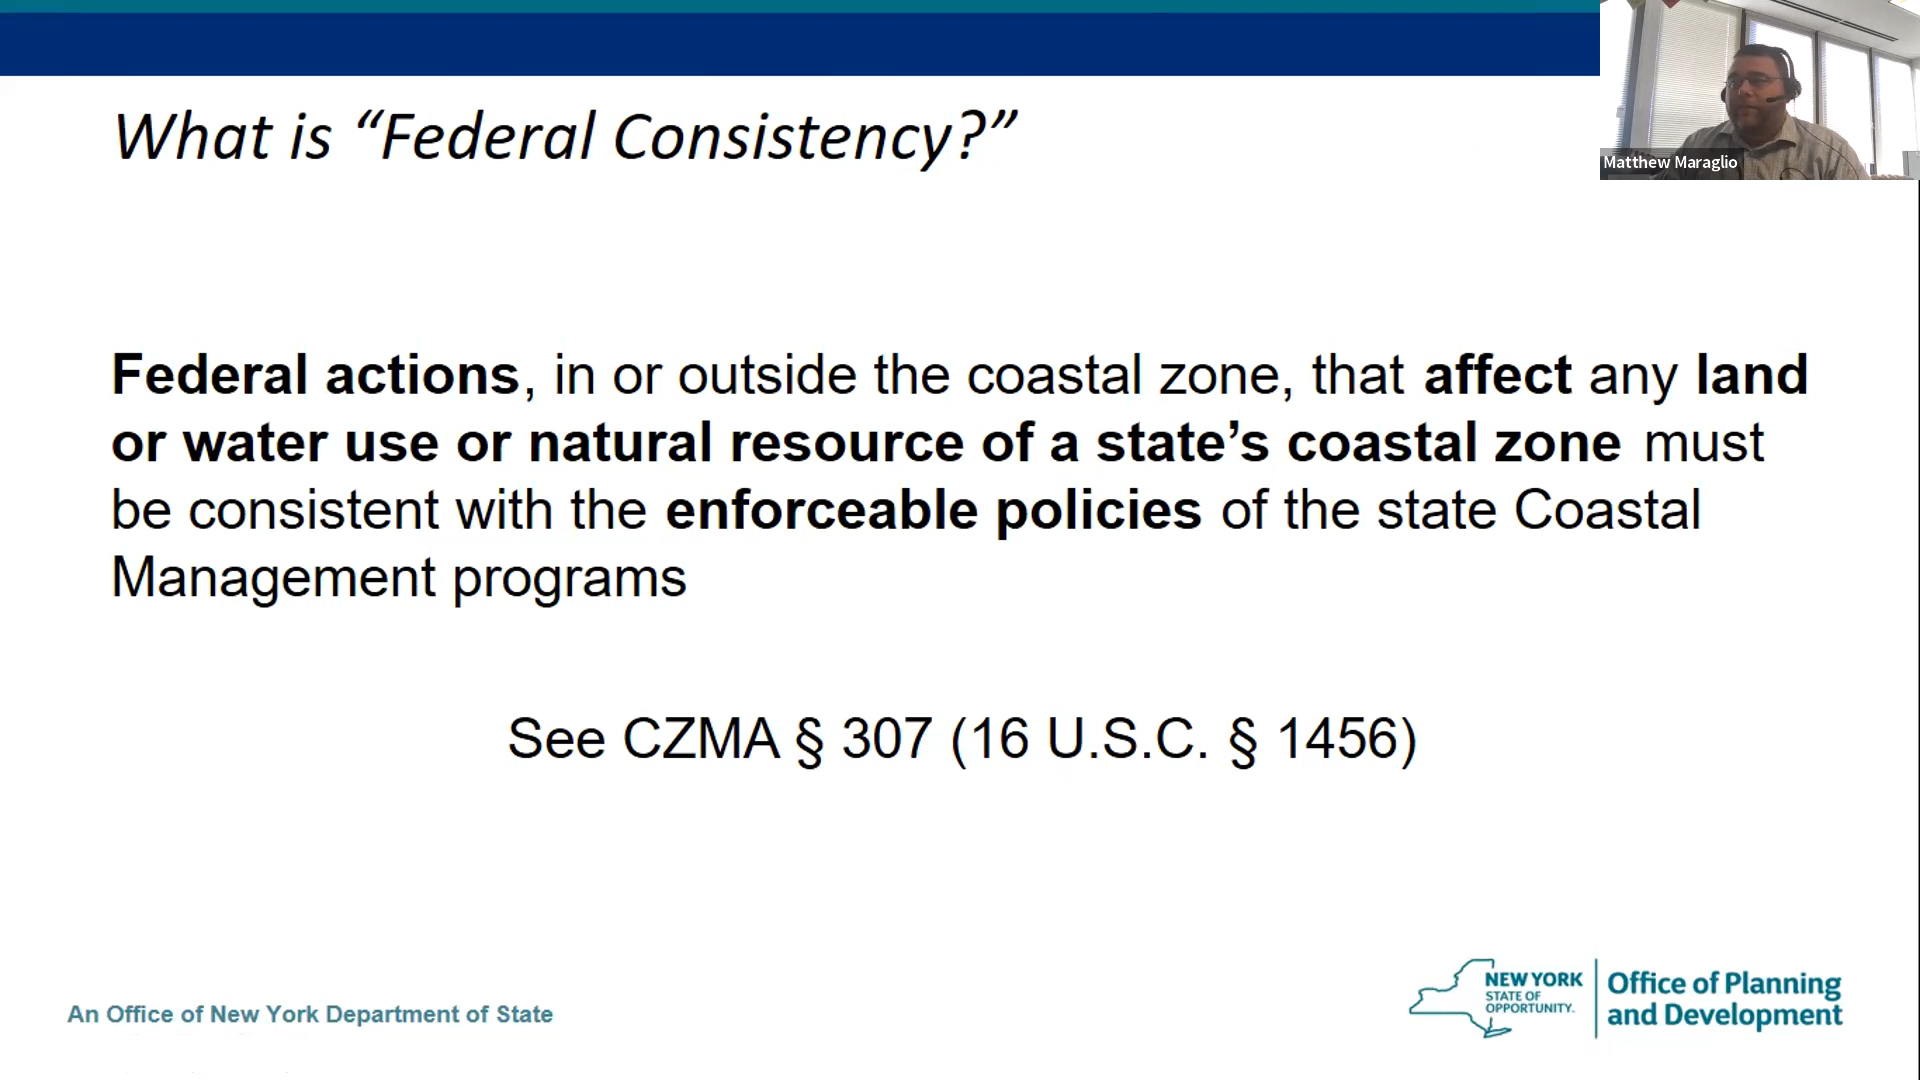 What is “Federal Consistency?”
Matthew Maraglio
Federal actions, in or outside the coastal zone, that affect any land
or water use or natural resource of a state’s coastal zone must
be consistent with the enforceable policies of the state Coastal
Management programs
See CZMA § 307 (16 U.S.C. § 1456)
An Office of New York Department of State
NEW YORK
STATE OF
OPPORTUNITY.
Office of Planning
and Development